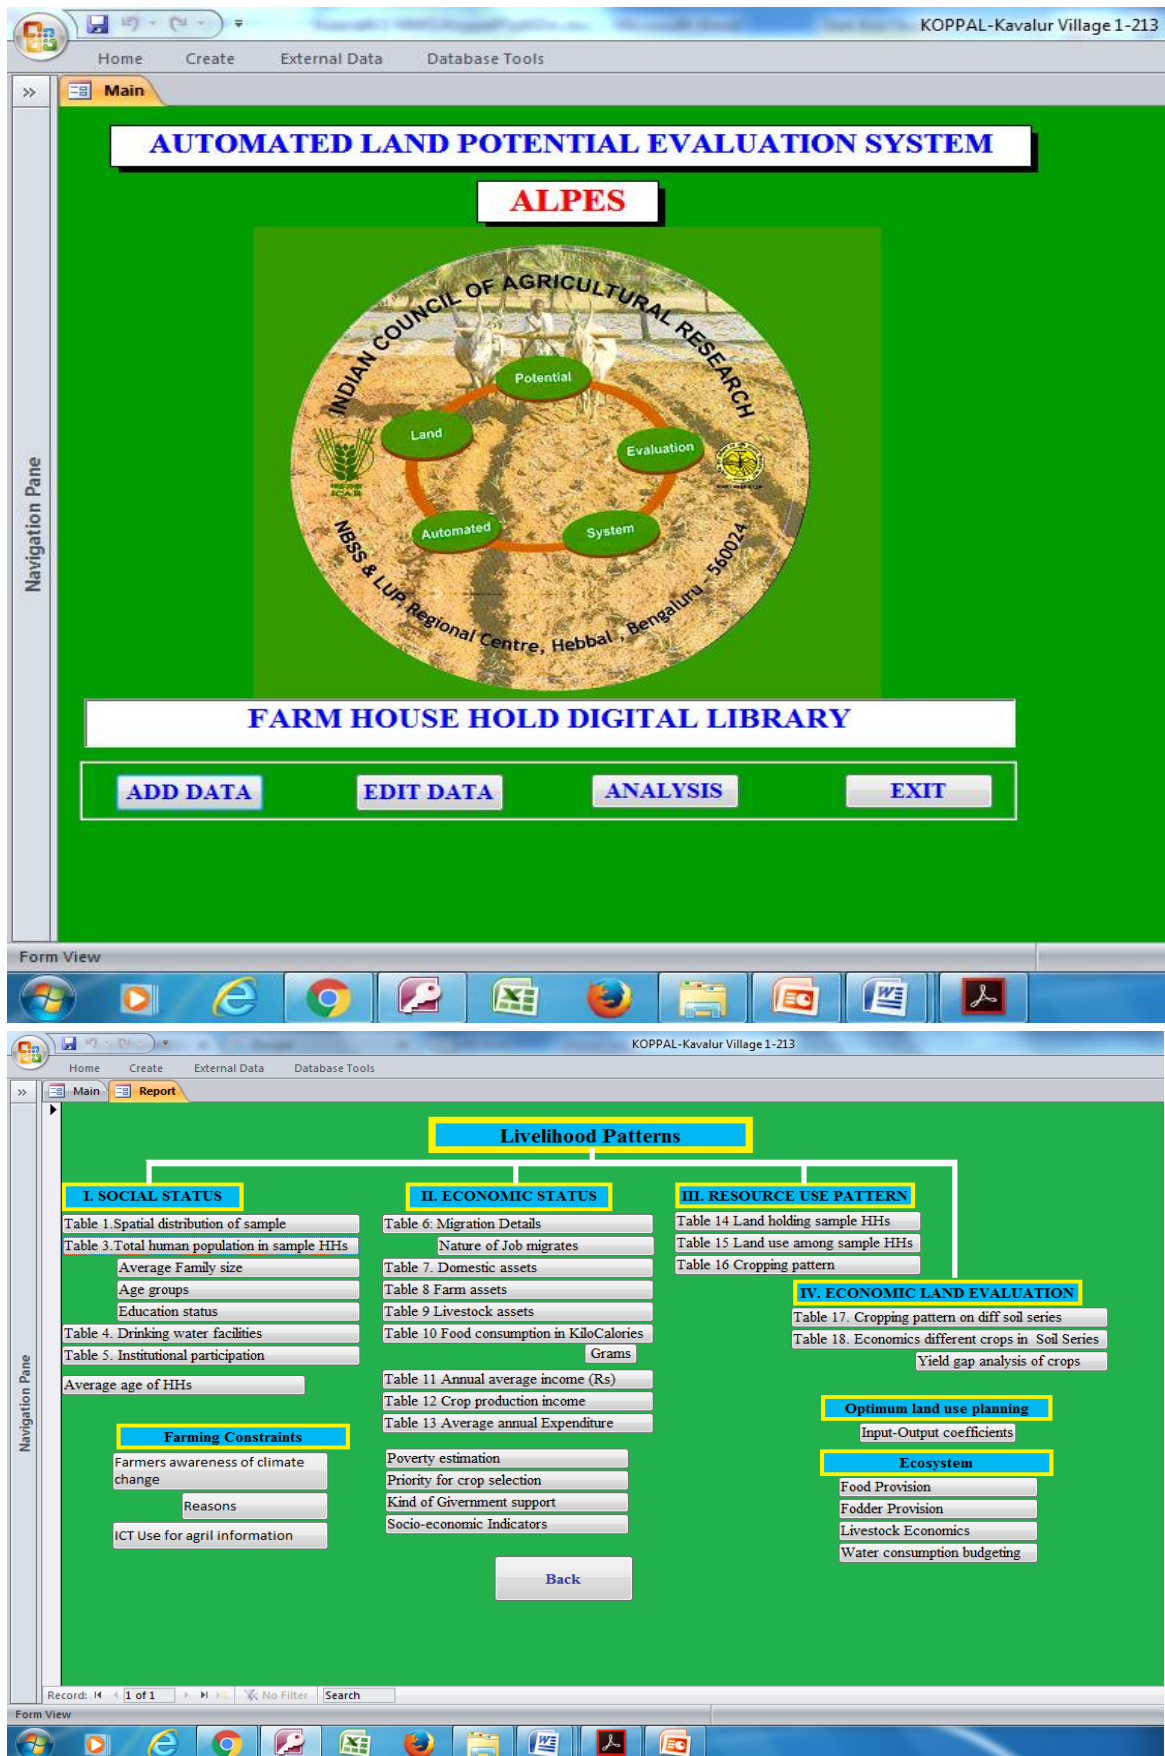 KOPPAL-Kavalur Village 1-213
Home Create External Data Database Tools
Main
AUTOMATED LAND POTENTIAL EVALUATION SYSTEM
ALPES
INDIAN COUNCIL OF AGRICULTURAL RESEARCH
Potential
Land
Evaluation
ICAR
Automated
System
NBSS & LUP, Regional Centre, Hebbal , Bengaluru - 560024
Navigation Pane
FARM HOUSE HOLD DIGITAL LIBRARY
ADD DATA EDIT DATA ANALYSIS EXIT
Form View
KOPPAL-Kavalur Village 1-213
Home Create External Data Database Tools
Main Report
Livelihood Patterns
I. SOCIAL STATUS
Table 1.Spatial distribution of sample
Table 3.Total human population in sample HHs
Average Family size
Age groups
Education status
Table 4. Drinking water facilities
Table 5. Institutional participation
Average age of HHs
Farming Constraints
Farmers awareness of climate
change
Reasons
ICT Use for agril information
II. ECONOMIC STATUS
Table 6: Migration Details
Nature of Job migrates
Table 7. Domestic assets
Table 8 Farm assets
Table 9 Livestock assets
Table 10 Food consumption in KiloCalories
Grams
Table 11 Annual average income (Rs)
Table 12 Crop production income
Table 13 Average annual Expenditure
Poverty estimation
Priority for crop selection
Kind of Givernment support
Socio-economic Indicators
Back
III. RESOURCE USE PATTERN
Table 14 Land holding sample HHs
Table 15 Land use among sample HHs
Table 16 Cropping pattern
IV. ECONOMIC LAND EVALUATION
Table 17. Cropping pattern on diff soil series
Table 18. Economics different crops in Soil Series
Yield gap analysis of crops
Optimum land use planning
Input-Output coefficients
Ecosystem
Food Provision
Fodder Provision
Livestock Economics
Water consumption budgeting
Navigation Pane
Record: 1 of 1 No Filter Search
Form View